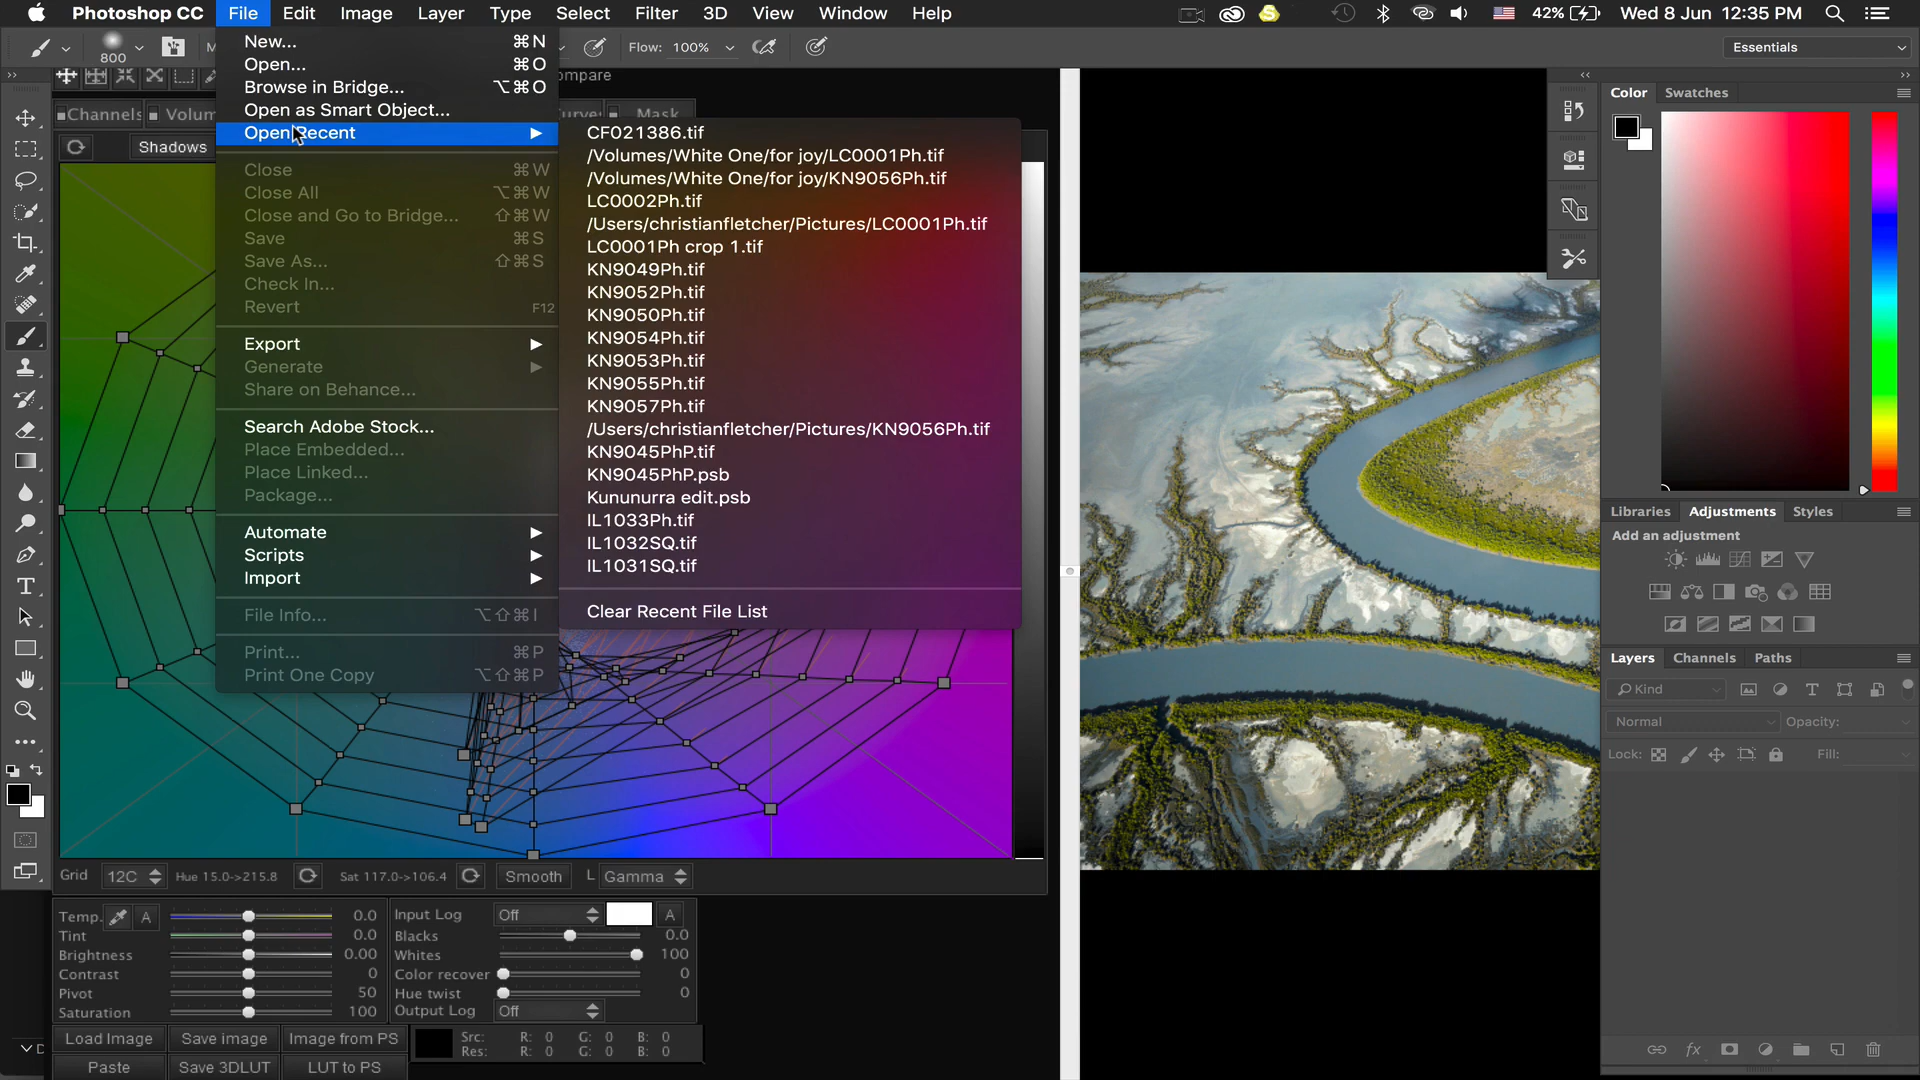 Photoshop CC File Edit Image Layer Type Select Filter 3D View Window Help 42% Wed 8 Jun 12:35 PM
800 Flow: 100% Essentials
New... ⌘N
Open... ⌘O
Browse in Bridge... ⌥⌘O
Open as Smart Object...
Open Recent
Close ⌘W
Close All ⌥⌘W
Close and Go to Bridge... ⇧⌘W
Save ⌘S
Save As... ⇧⌘S
Check In...
Revert F12
Export
Generate
Share on Behance...
Search Adobe Stock...
Place Embedded...
Place Linked...
Package...
Automate
Scripts
Import
File Info... ⌥⇧⌘I
Print... ⌘P
Print One Copy ⌥⇧⌘P
CF021386.tif
/Volumes/White One/for joy/LC0001Ph.tif
/Volumes/White One/for joy/KN9056Ph.tif
LC0002Ph.tif
/Users/christianfletcher/Pictures/LC0001Ph.tif
LC0001Ph crop 1.tif
KN9049Ph.tif
KN9052Ph.tif
KN9050Ph.tif
KN9054Ph.tif
KN9053Ph.tif
KN9055Ph.tif
KN9057Ph.tif
/Users/christianfletcher/Pictures/KN9056Ph.tif
KN9045PhP.tif
KN9045PhP.psb
Kununurra edit.psb
IL1033Ph.tif
IL1032SQ.tif
IL1031SQ.tif
Clear Recent File List
ompare
Channels Volum urve Mask
Shadows
Grid 12C Hue 15.0->215.8 Sat 117.0->106.4 Smooth L Gamma
Temp. A 0.0
Tint 0.0
Brightness 0.00
Contrast 0
Pivot 50
Saturation 100
Input Log Off A
Blacks 0.0
Whites 100
Color recover 0
Hue twist 0
Output Log Off
Load Image Save image Image from PS
Paste Save 3DLUT LUT to PS
Src: R: 0 G: 0 B: 0
Res: R: 0 G: 0 B: 0
Color Swatches
Libraries Adjustments Styles
Add an adjustment
Layers Channels Paths
Kind
Normal Opacity:
Lock: Fill: